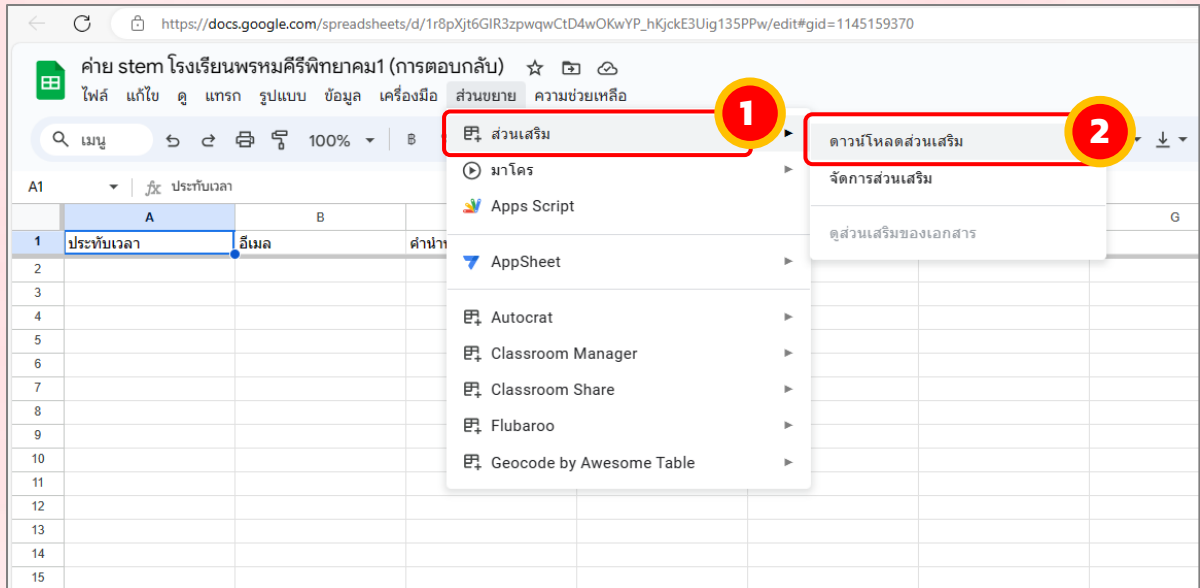 https://docs.google.com/spreadsheets/d/1r8pXjt6GIR3zpwqwCtD4wOKwYP_hKjckE3Uig135PPw/edit#gid=1145159370
ค่าย stem โรงเรียนพรหมคีรีพิทยาคม1 (การตอบกลับ)
ไฟล์ แก้ไข ดู แทรก รูปแบบ ข้อมูล เครื่องมือ ส่วนขยาย ความช่วยเหลือ
เมนู 100% B
A1 fx ประทับเวลา
A B G
1 ประทับเวลา อีเมล
2
3
4
5
6
7
8
9
10
11
12
13
14
15
1
ส่วนเสริม
มาโคร
Apps Script
AppSheet
Autocrat
Classroom Manager
Classroom Share
Flubaroo
Geocode by Awesome Table
2
ดาวน์โหลดส่วนเสริม
จัดการส่วนเสริม
ดูส่วนเสริมของเอกสาร